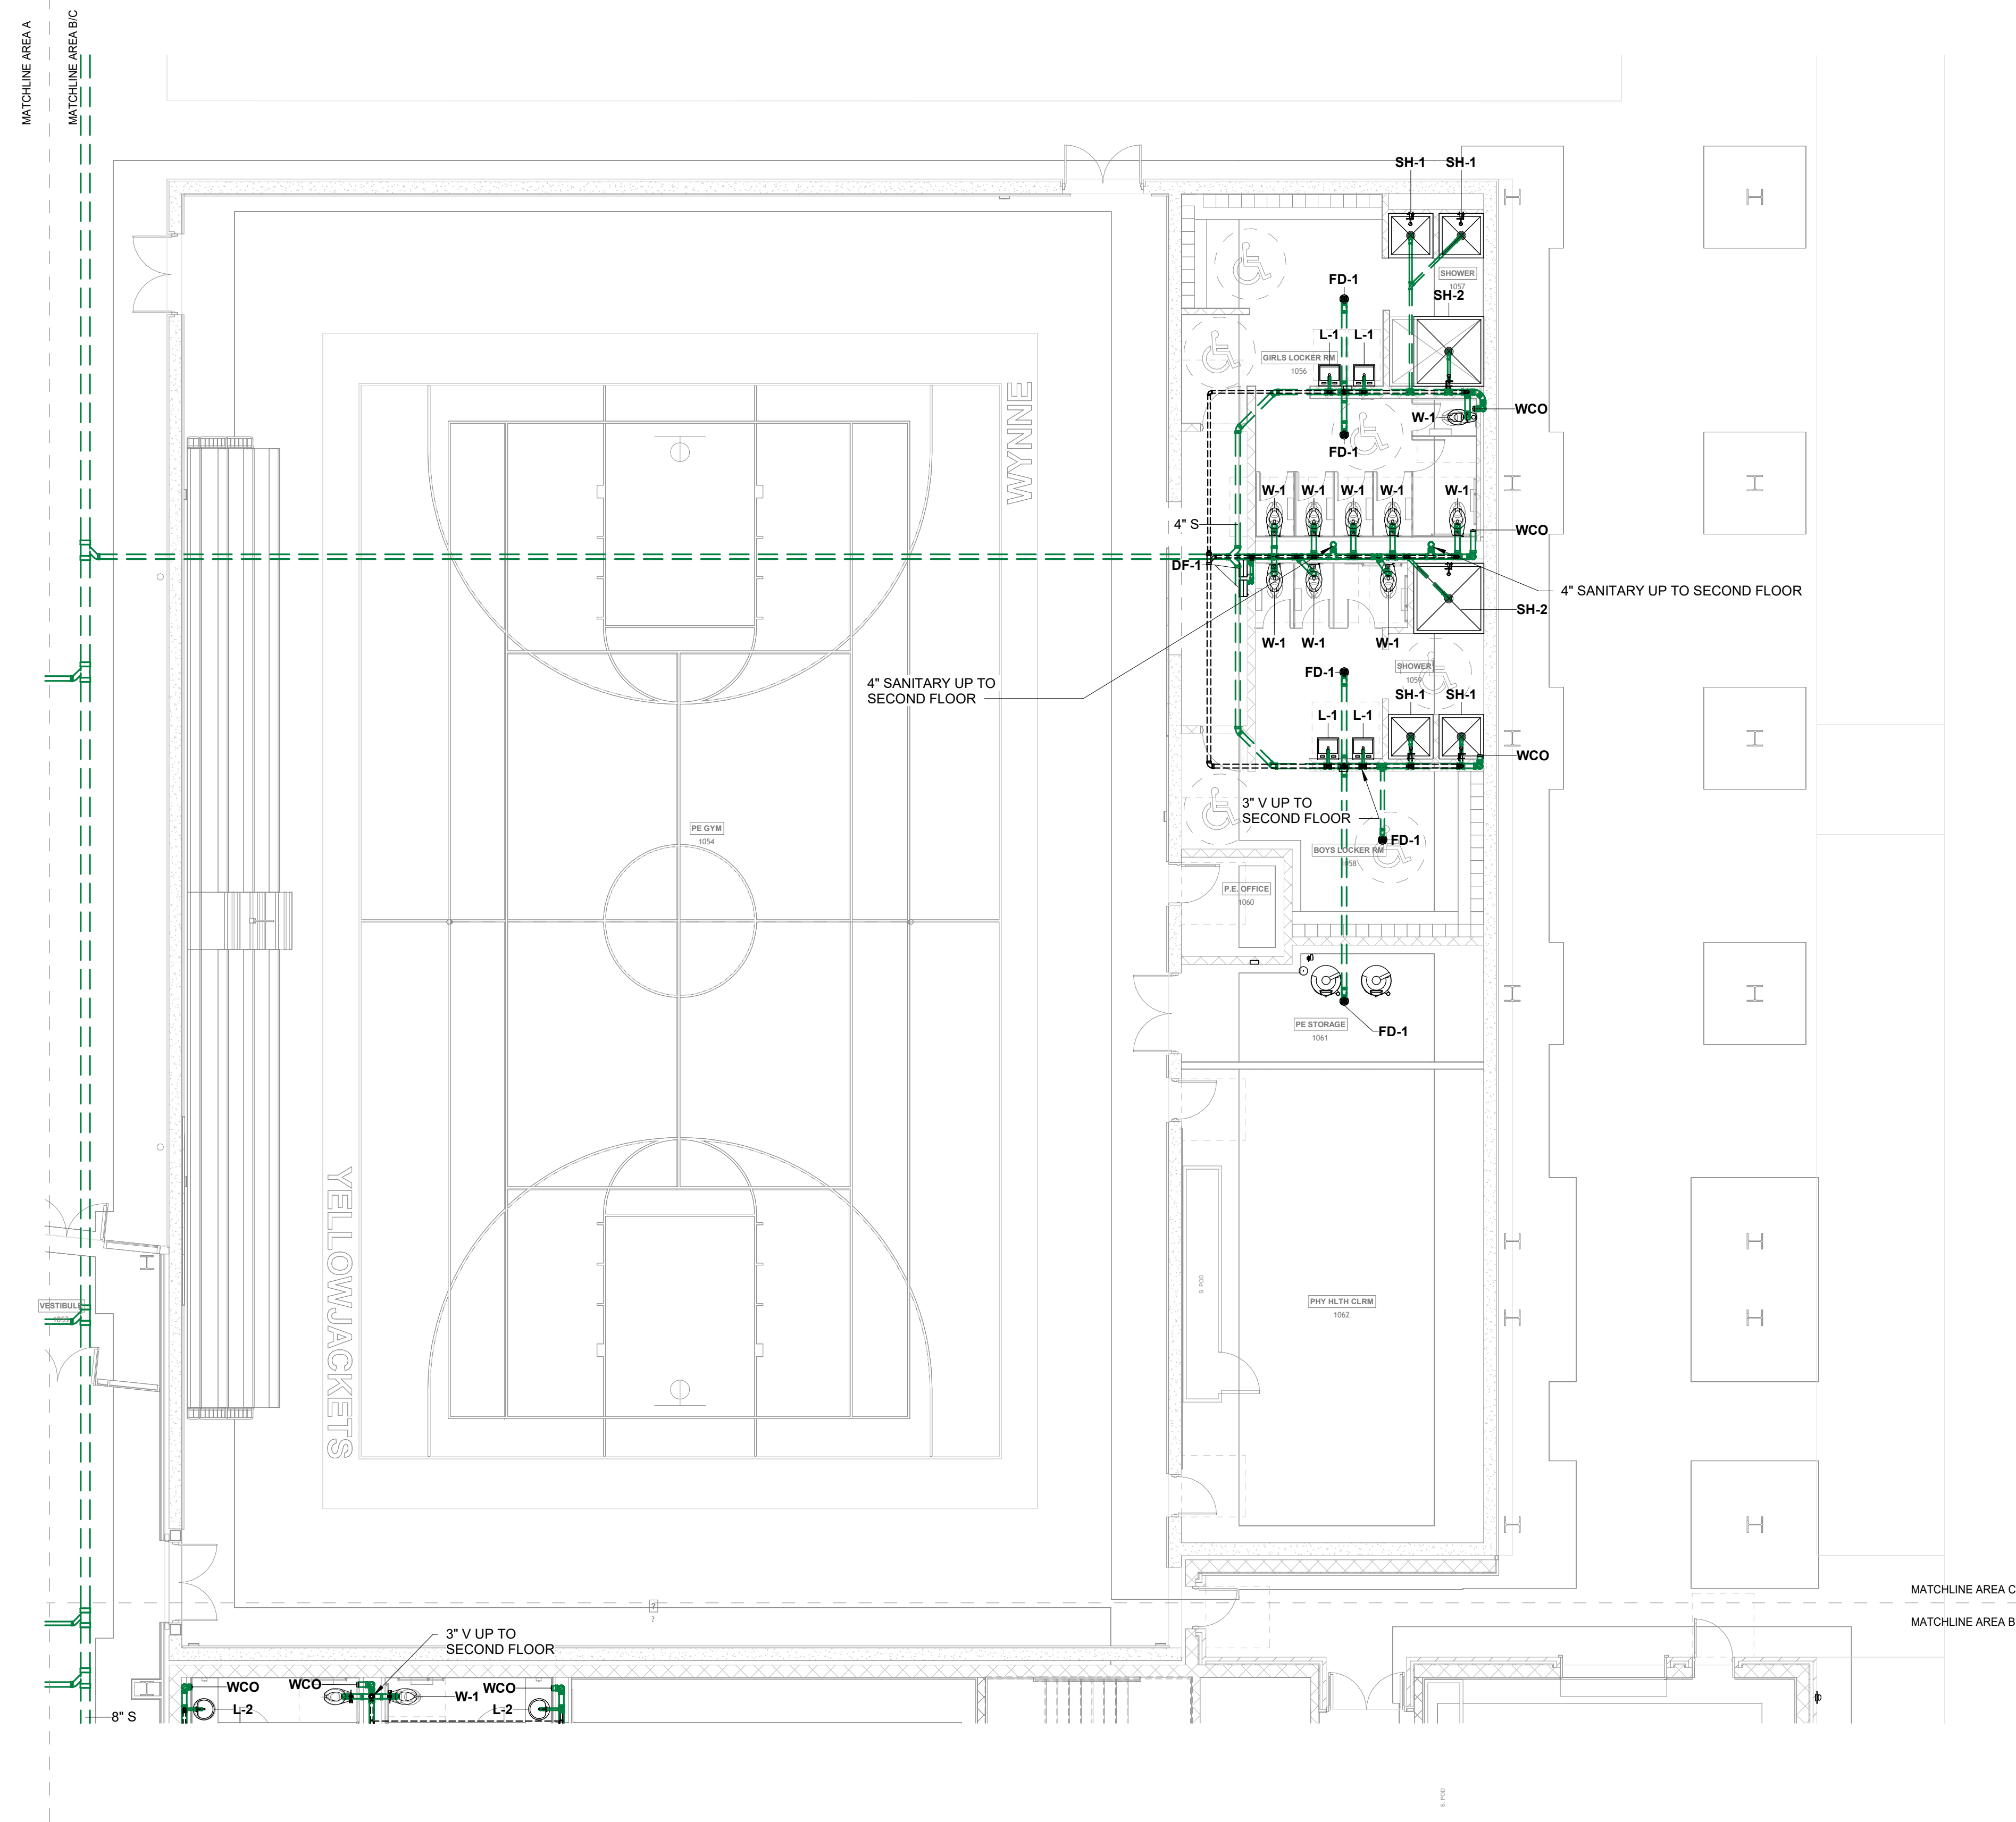 MATCHLINE AREA A
MATCHLINE AREA B/C
SH-1
SH-1
SHOWER
1057
SH-2
FD-1
L-1
L-1
GIRLS LOCKER RM
1056
WCO
W-1
FD-1
WYNNE
W-1
W-1
W-1
W-1
W-1
4" S
WCO
DF-1
4" SANITARY UP TO SECOND FLOOR
SH-2
W-1
W-1
W-1
4" SANITARY UP TO
SECOND FLOOR
FD-1
SHOWER
1059
SH-1
SH-1
L-1
L-1
WCO
3" V UP TO
SECOND FLOOR
PE GYM
1054
FD-1
BOYS LOCKER RM
1058
P.E. OFFICE
1060
PE STORAGE
1061
FD-1
YELLOWJACKETS
S. POD
PHY HLTH CLRM
1062
VESTIBULE
MATCHLINE AREA C
MATCHLINE AREA B
?
?
3" V UP TO
SECOND FLOOR
WCO
WCO
WCO
W-1
L-2
L-2
8" S
S. POD